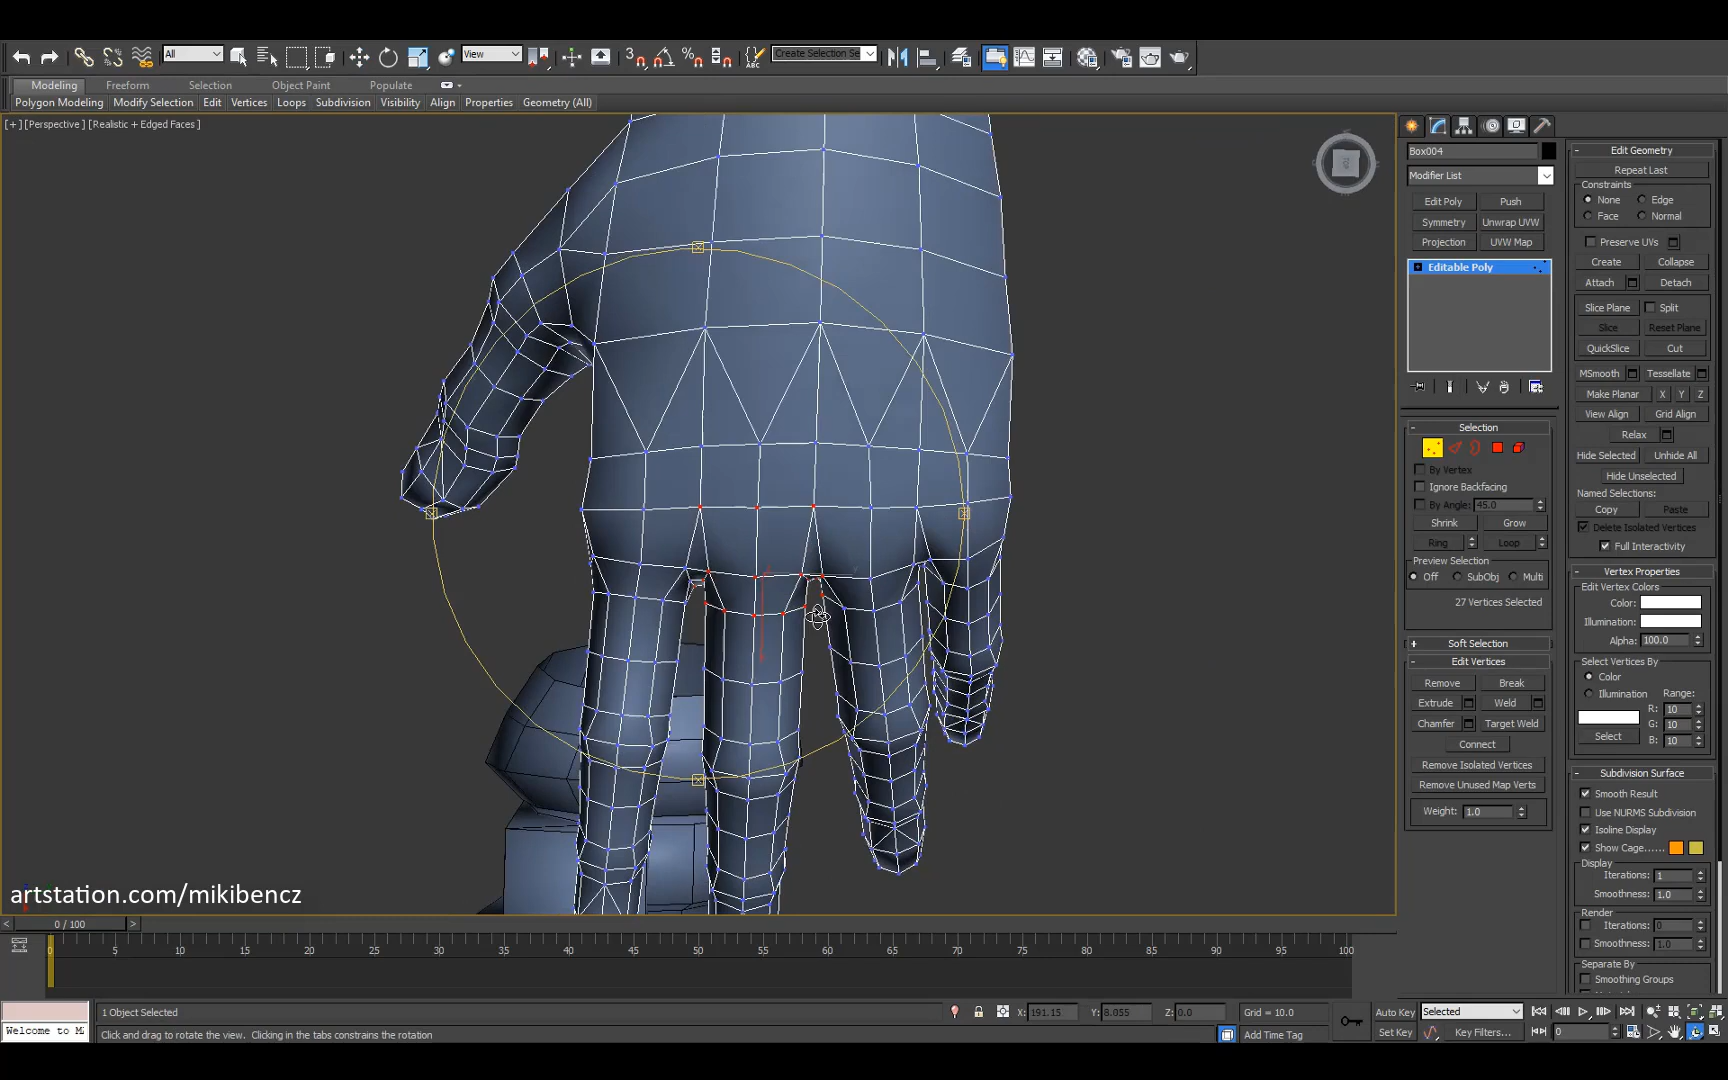 All
View
Create Selection Se
Modeling Freeform Selection Object Paint Populate
Polygon Modeling Modify Selection Edit Vertices Loops Subdivision Visibility Align Properties Geometry (All)
[+] [Perspective] [Realistic + Edged Faces]
Box004
Modifier List
Edit Poly Push
Symmetry Unwrap UVW
Projection UVW Map
Editable Poly
Selection
By Vertex
Ignore Backfacing
By Angle: 45.0
Shrink Grow
Ring Loop
Preview Selection
Off SubObj Multi
27 Vertices Selected
Soft Selection
Edit Vertices
Remove Break
Extrude Weld
Chamfer Target Weld
Connect
Remove Isolated Vertices
Remove Unused Map Verts
Weight: 1.0
Edit Geometry
Repeat Last
Constraints
None Edge
Face Normal
Preserve UVs
Create Collapse
Attach Detach
Slice Plane Split
Slice Reset Plane
QuickSlice Cut
MSmooth Tessellate
Make Planar X Y Z
View Align Grid Align
Relax
Hide Selected Unhide All
Hide Unselected
Named Selections:
Copy Paste
Delete Isolated Vertices
Full Interactivity
Vertex Properties
Edit Vertex Colors
Color:
Illumination:
Alpha: 100.0
Select Vertices By
Color
Illumination Range:
R: 10
G: 10
Select B: 10
Subdivision Surface
Smooth Result
Use NURMS Subdivision
Isoline Display
Show Cage......
Display
Iterations: 1
Smoothness: 1.0
Render
Iterations: 0
Smoothness: 1.0
Separate By
Smoothing Groups
artstation.com/mikibencz
0 / 100
0 5 10 15 20 25 30 35 40 45 50 55 60 65 70 75 80 85 90 95 100
1 Object Selected
X: 191.15 Y: 8.055 Z: 0.0 Grid = 10.0
Auto Key Selected
Welcome to M
Click and drag to rotate the view. Clicking in the tabs constrains the rotation
Add Time Tag
Set Key Key Filters... 0